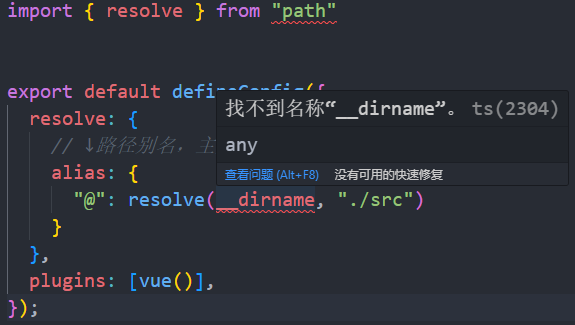 import { resolve } from "path"
export default defineConfig({
找不到名称“__dirname”。 ts(2304)
resolve: {
any
// ↓路径别名，主
查看问题 (Alt+F8) 没有可用的快速修复
alias: {
"@": resolve(__dirname, "./src")
}
},
plugins: [vue()],
});